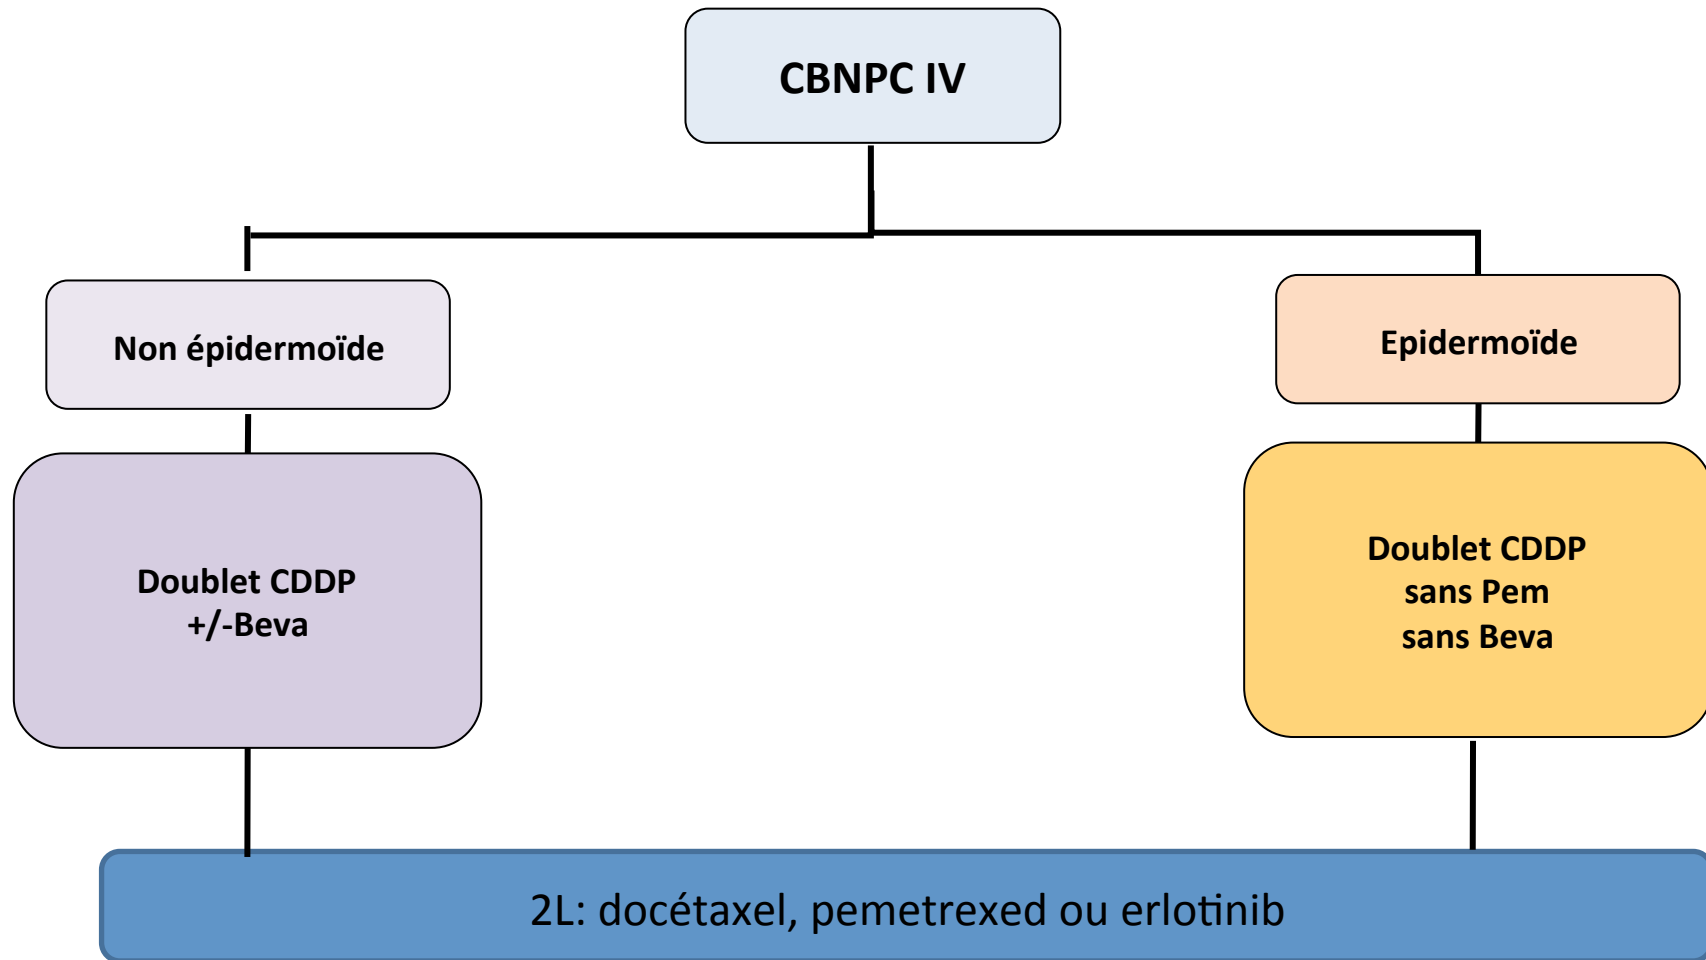 CBNPC IV
Non épidermoïde
Epidermoïde
Doublet CDDP
+/-Beva
Doublet CDDP
sans Pem
sans Beva
2L: docétaxel, pemetrexed ou erlotinib